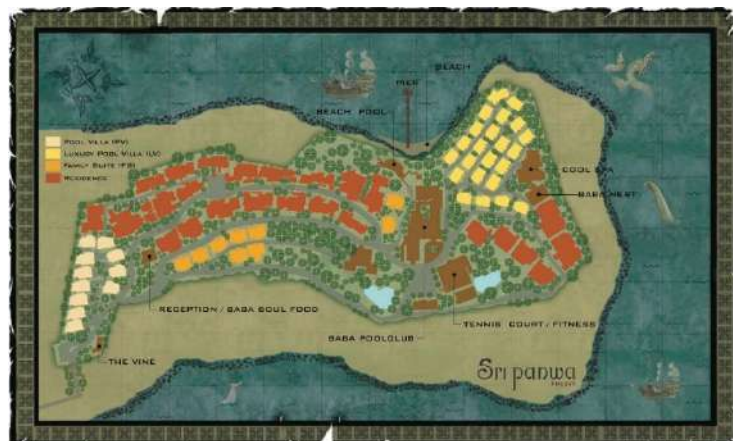 BEACH
PIER
BEACH POOL
POOL VILLA (PV)
LUXURY POOL VILLA (LV)
FAMILY SUITE (FS)
RESIDENCE
COOL SPA
BABA NEST
RECEPTION / BABA SOUL FOOD
TENNIS COURT / FITNESS
BABA POOLCLUB
THE VINE
Sri panwa
PHUKET